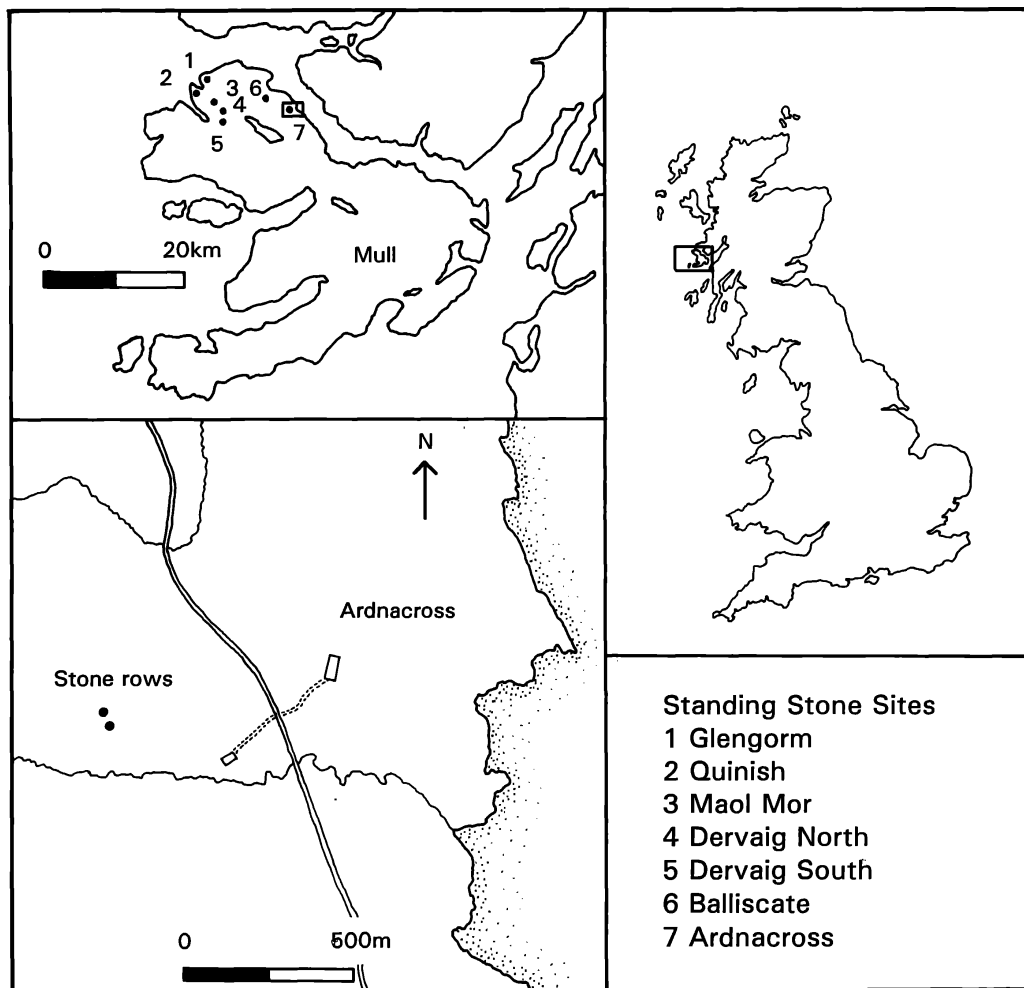 1
2
3 6
4
5
7
0 20km
Mull
N
Ardnacross
Stone rows
0 500m
Standing Stone Sites
1 Glengorm
2 Quinish
3 Maol Mor
4 Dervaig North
5 Dervaig South
6 Balliscate
7 Ardnacross